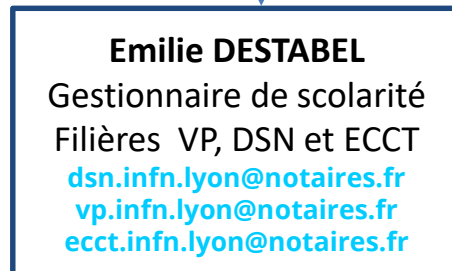 Emilie DESTABEL
Gestionnaire de scolarité
Filières  VP, DSN et ECCT
dsn.infn.lyon@notaires.fr
vp.infn.lyon@notaires.fr
ecct.infn.lyon@notaires.fr